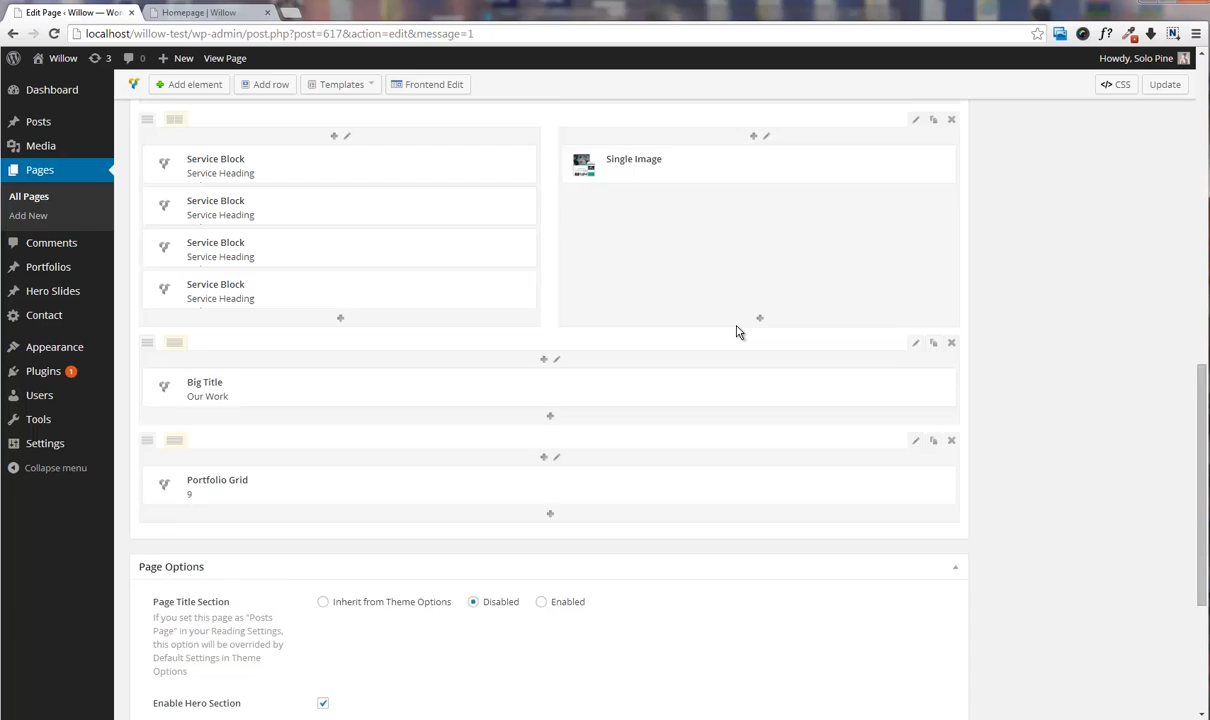 Edit Page ‹ Willow — Wor
Homepage | Willow
localhost/willow-test/wp-admin/post.php?post=617&action=edit&message=1
f?
Willow
3
0
New
View Page
Howdy, Solo Pine
Dashboard
Posts
Media
Pages
All Pages
Add New
Comments
Portfolios
Hero Slides
Contact
Appearance
Plugins 1
Users
Tools
Settings
Collapse menu
Add element
Add row
Templates
Frontend Edit
</> CSS
Update
Service Block
Service Heading
Service Block
Service Heading
Service Block
Service Heading
Service Block
Service Heading
Single Image
Big Title
Our Work
Portfolio Grid
9
Page Options
Page Title Section
If you set this page as "Posts
Page" in your Reading Settings,
this option will be overrided by
Default Settings in Theme
Options
Inherit from Theme Options
Disabled
Enabled
Enable Hero Section